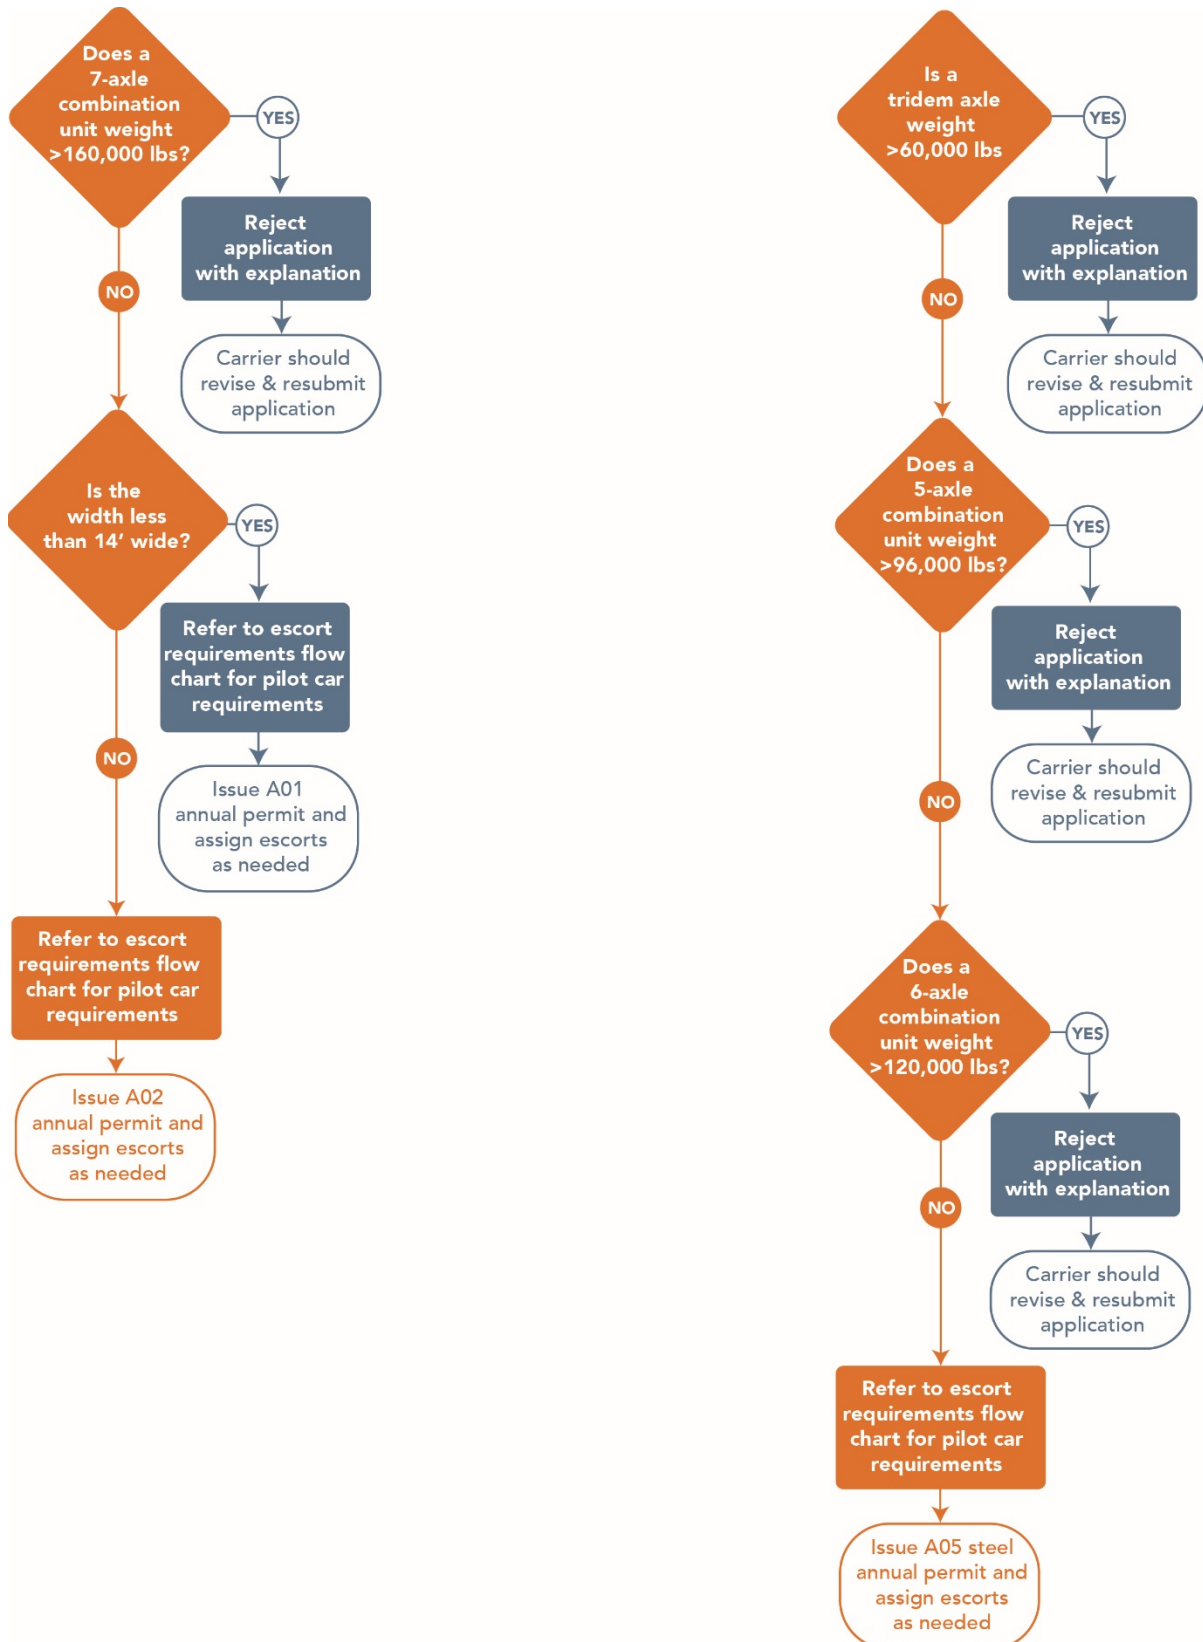 Does a
7-axle
combination
unit weight
>160,000 lbs?
YES
Reject
application
with explanation
Carrier should
revise & resubmit
application
NO
Is the
width less
than 14’ wide?
YES
Refer to escort
requirements flow
chart for pilot car
requirements
Issue A01
annual permit and
assign escorts
as needed
NO
Refer to escort
requirements flow
chart for pilot car
requirements
Issue A02
annual permit and
assign escorts
as needed
Is a
tridem axle
weight
>60,000 lbs
YES
Reject
application
with explanation
Carrier should
revise & resubmit
application
NO
Does a
5-axle
combination
unit weight
>96,000 lbs?
YES
Reject
application
with explanation
Carrier should
revise & resubmit
application
NO
Does a
6-axle
combination
unit weight
>120,000 lbs?
YES
Reject
application
with explanation
Carrier should
revise & resubmit
application
NO
Refer to escort
requirements flow
chart for pilot car
requirements
Issue A05 steel
annual permit and
assign escorts
as needed